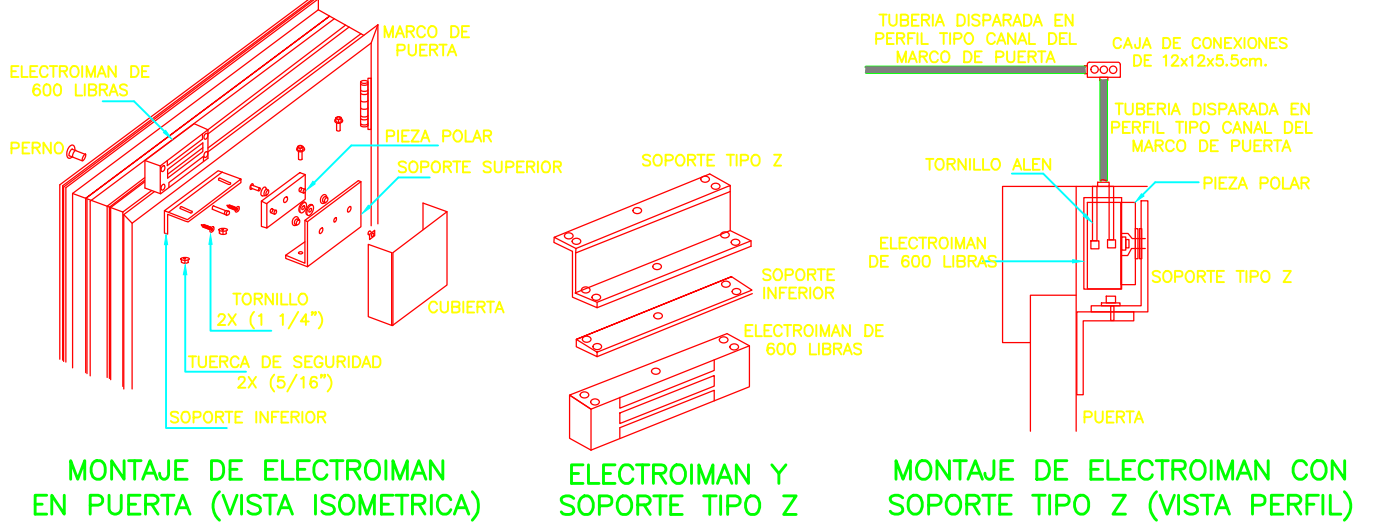 MARCO DE
PUERTA
ELECTROIMAN DE
600 LIBRAS
PERNO
PIEZA POLAR
SOPORTE SUPERIOR
CUBIERTA
TORNILLO
2X (1 1/4")
TUERCA DE SEGURIDAD
2X (5/16")
SOPORTE INFERIOR
MONTAJE DE ELECTROIMAN
EN PUERTA (VISTA ISOMETRICA)
SOPORTE TIPO Z
SOPORTE
INFERIOR
ELECTROIMAN DE
600 LIBRAS
ELECTROIMAN Y
SOPORTE TIPO Z
TUBERIA DISPARADA EN
PERFIL TIPO CANAL DEL
MARCO DE PUERTA
CAJA DE CONEXIONES
DE 12x12x5.5cm.
TUBERIA DISPARADA EN
PERFIL TIPO CANAL DEL
MARCO DE PUERTA
TORNILLO ALEN
PIEZA POLAR
ELECTROIMAN
DE 600 LIBRAS
SOPORTE TIPO Z
PUERTA
MONTAJE DE ELECTROIMAN CON
SOPORTE TIPO Z (VISTA PERFIL)